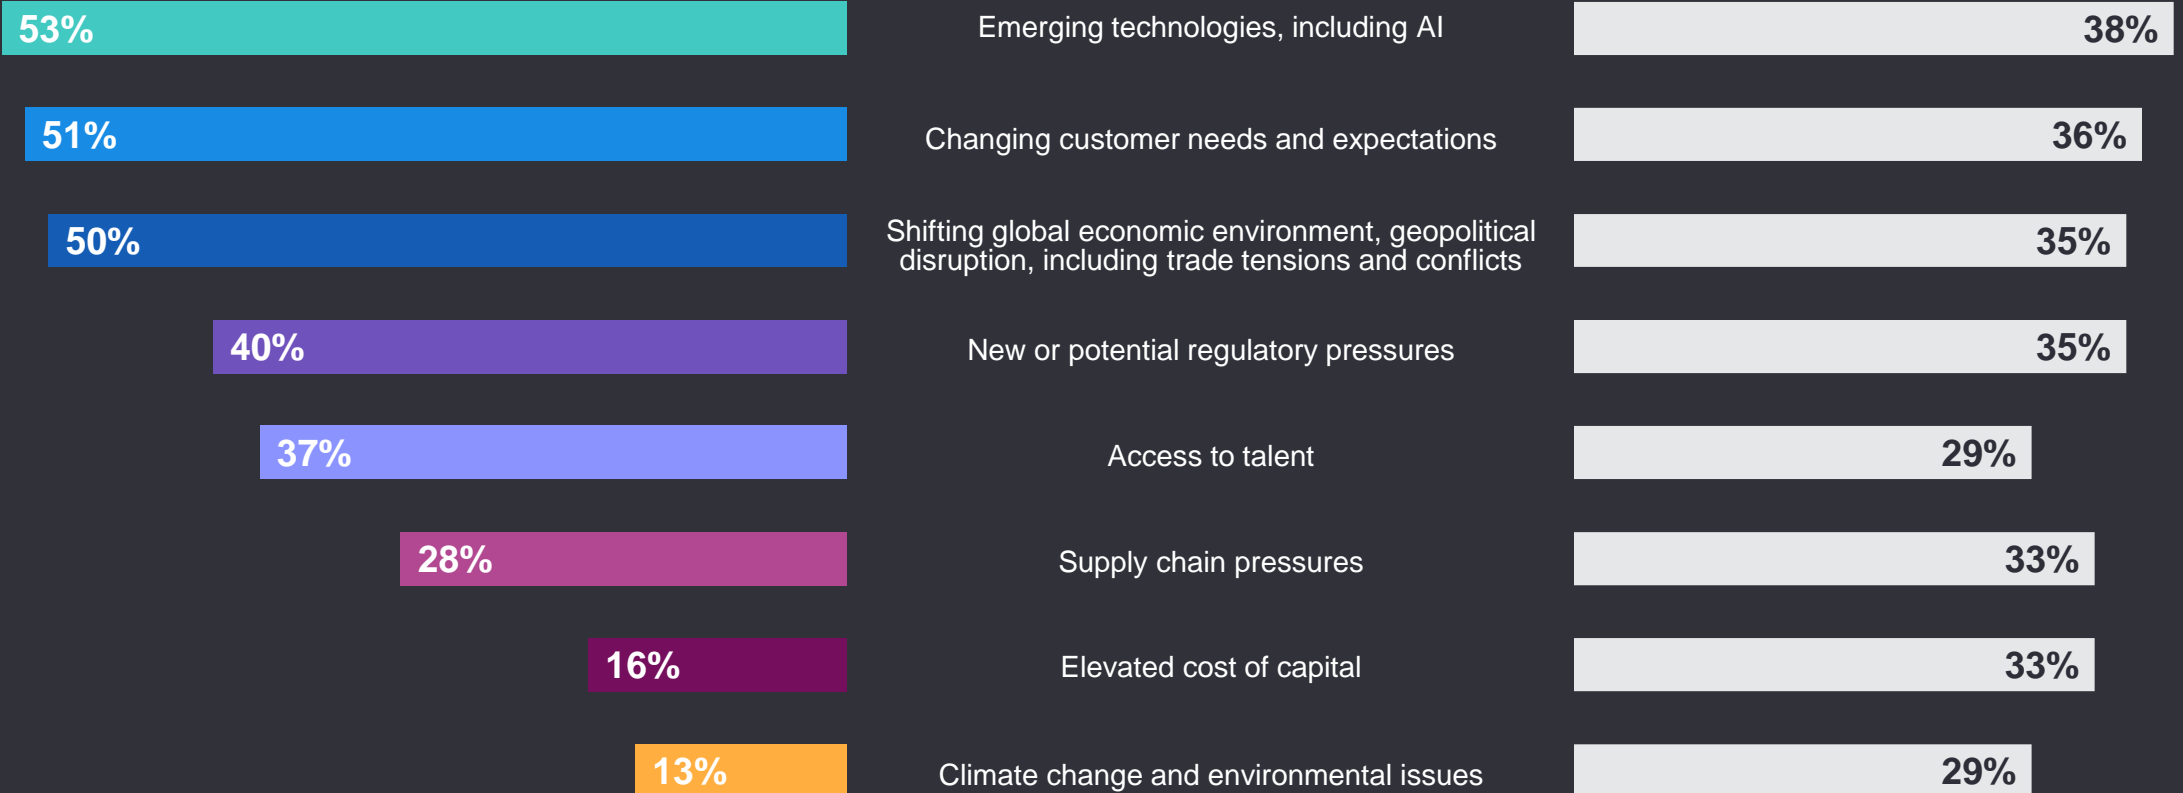 53%
Emerging technologies, including AI
38%
51%
Changing customer needs and expectations
36%
50%
Shifting global economic environment, geopolitical
disruption, including trade tensions and conflicts
35%
40%
New or potential regulatory pressures
35%
37%
Access to talent
29%
28%
Supply chain pressures
33%
16%
Elevated cost of capital
33%
13%
Climate change and environmental issues
29%